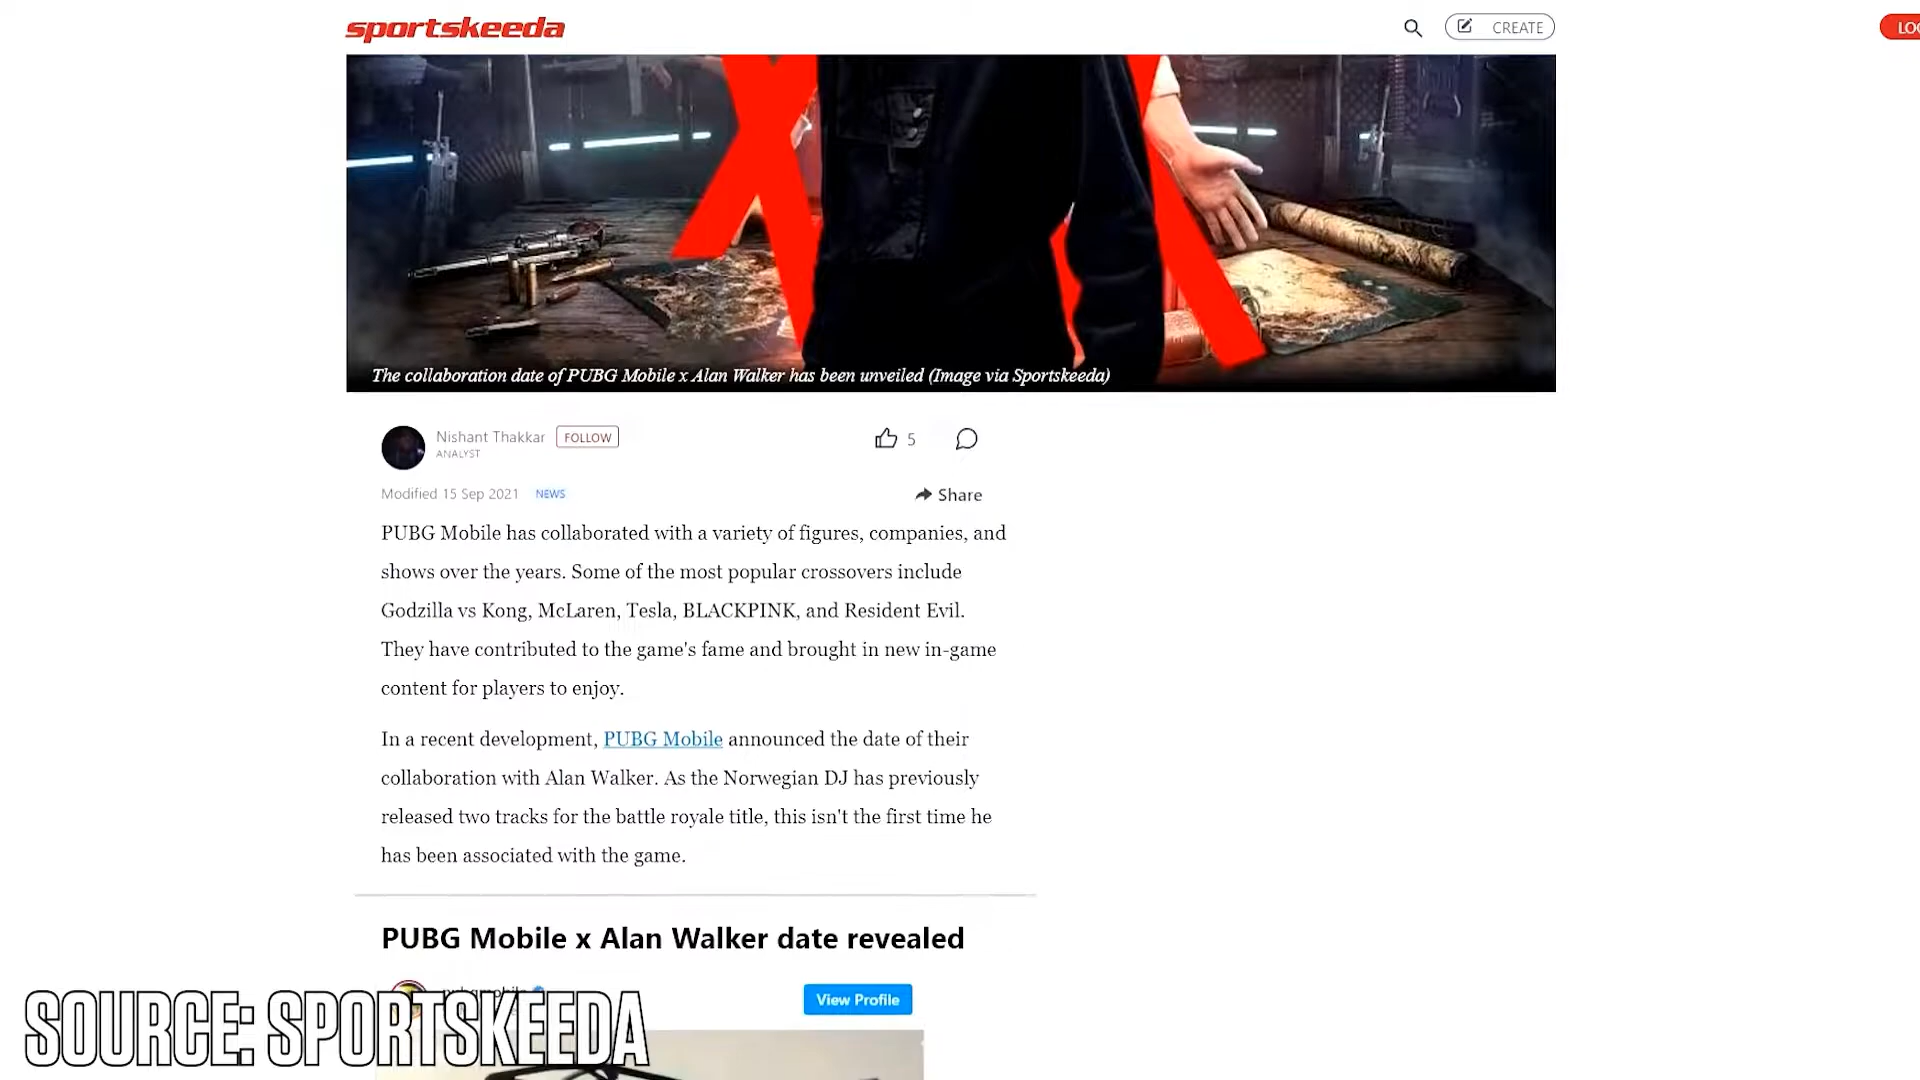 sportskeeda
CREATE
The collaboration date of PUBG Mobile x Alan Walker has been unveiled (Image via Sportskeeda)
Nishant Thakkar FOLLOW
ANALYST
5
Modified 15 Sep 2021 NEWS
Share
PUBG Mobile has collaborated with a variety of figures, companies, and
shows over the years. Some of the most popular crossovers include
Godzilla vs Kong, McLaren, Tesla, BLACKPINK, and Resident Evil.
They have contributed to the game's fame and brought in new in-game
content for players to enjoy.
In a recent development, PUBG Mobile announced the date of their
collaboration with Alan Walker. As the Norwegian DJ has previously
released two tracks for the battle royale title, this isn't the first time he
has been associated with the game.
PUBG Mobile x Alan Walker date revealed
View Profile
SOURCE: SPORTSKEEDA